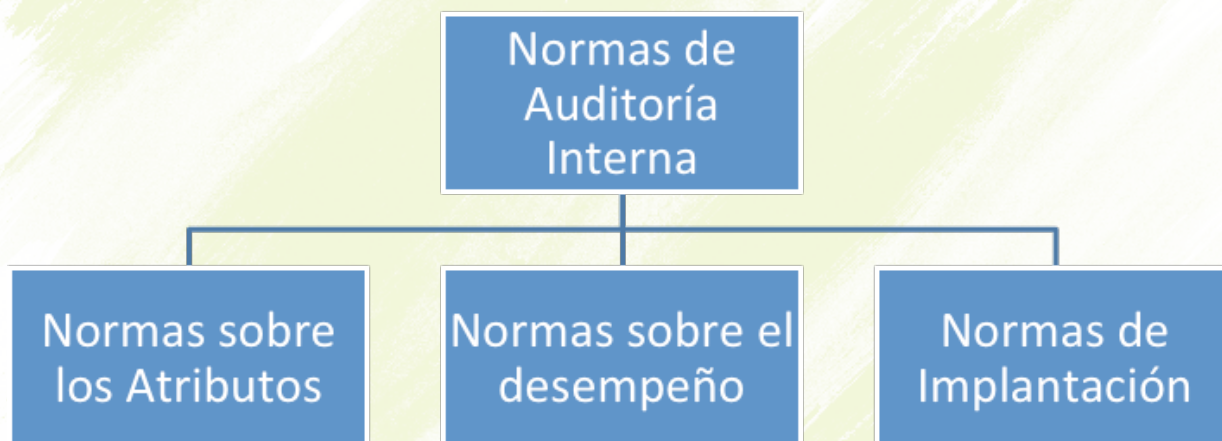 Normas de
Auditoría
Interna
Normas sobre
los Atributos
Normas sobre el
desempeño
Normas de
Implantación